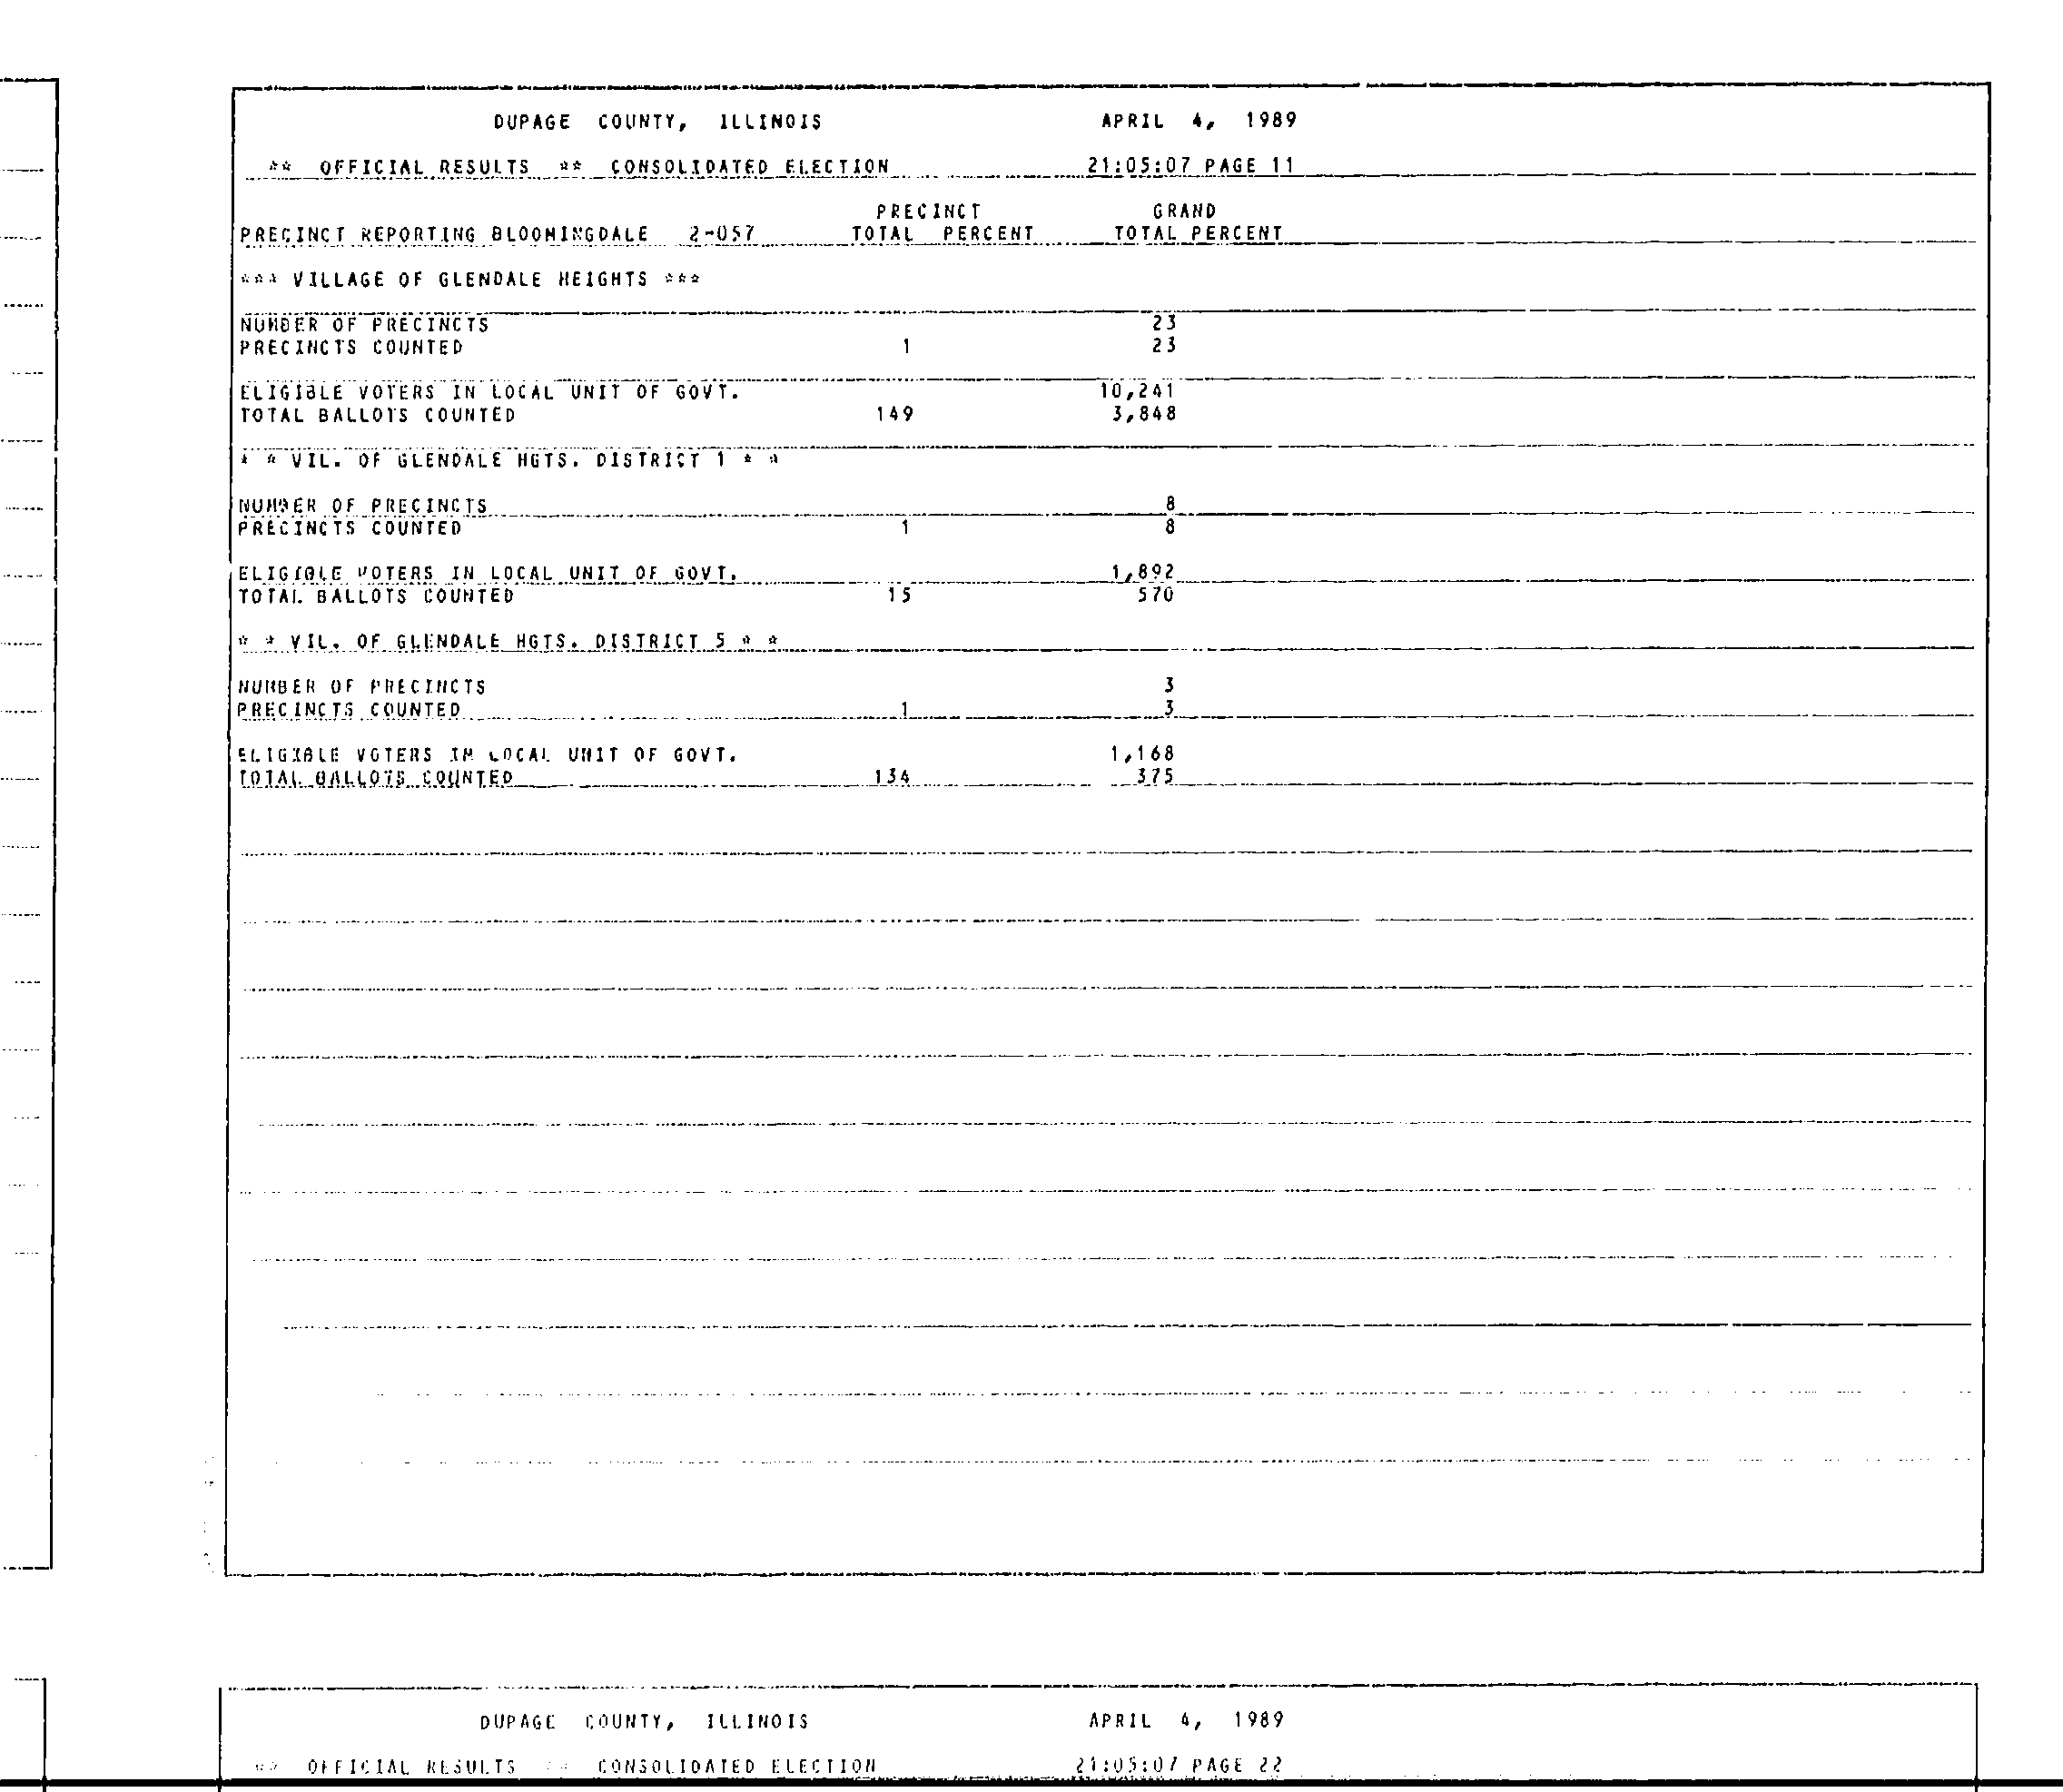 DUPAGE COUNTY, ILLINOIS APRIL 4, 1989
** OFFICIAL RESULTS ** CONSOLIDATED ELECTION 21:05:07 PAGE 11
PRECINCT GRAND
PRECINCT REPORTING BLOOMINGDALE 2-057 TOTAL PERCENT TOTAL PERCENT
*** VILLAGE OF GLENDALE HEIGHTS ***
NUMBER OF PRECINCTS 23
PRECINCTS COUNTED 1 23
ELIGIBLE VOTERS IN LOCAL UNIT OF GOVT. 10,241
TOTAL BALLOTS COUNTED 149 3,848
* * VIL. OF GLENDALE HGTS. DISTRICT 1 * *
NUMBER OF PRECINCTS 8
PRECINCTS COUNTED 1 8
ELIGIBLE VOTERS IN LOCAL UNIT OF GOVT. 1,892
TOTAL BALLOTS COUNTED 15 570
* * VIL. OF GLENDALE HGTS. DISTRICT 5 * *
NUMBER OF PRECINCTS 3
PRECINCTS COUNTED 1 3
ELIGIBLE VOTERS IN LOCAL UNIT OF GOVT. 1,168
TOTAL BALLOTS COUNTED 134 375
DUPAGE COUNTY, ILLINOIS APRIL 4, 1989
** OFFICIAL RESULTS ** CONSOLIDATED ELECTION 21:05:07 PAGE 22